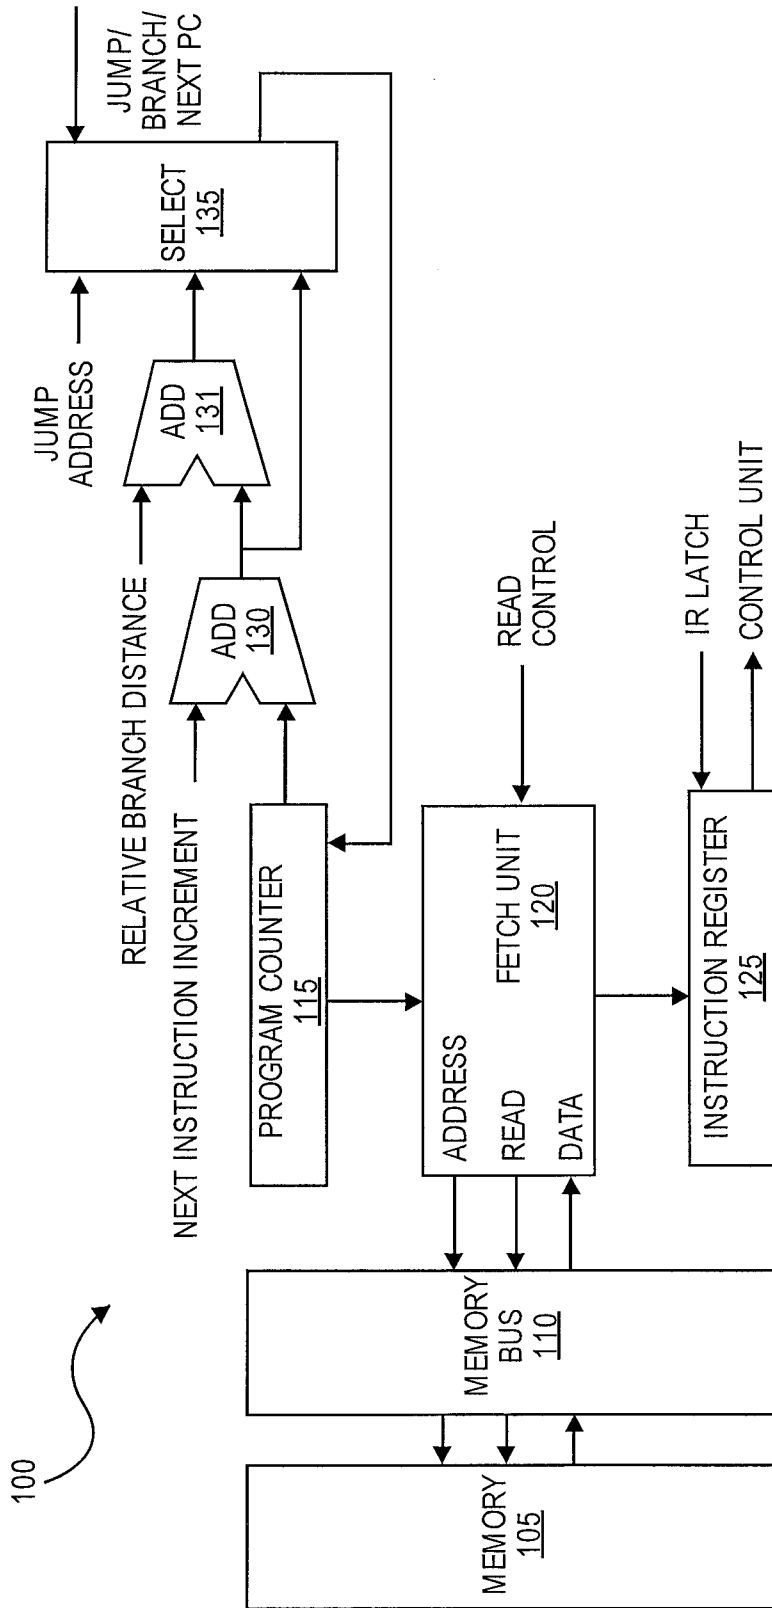 100
MEMORY
105
MEMORY
BUS
110
RELATIVE BRANCH DISTANCE
NEXT INSTRUCTION INCREMENT
PROGRAM COUNTER
115
ADDRESS
READ
DATA
FETCH UNIT
120
INSTRUCTION REGISTER
125
ADD
130
READ
CONTROL
IR LATCH
CONTROL UNIT
JUMP
ADDRESS
ADD
131
SELECT
135
JUMP/
BRANCH/
NEXT PC